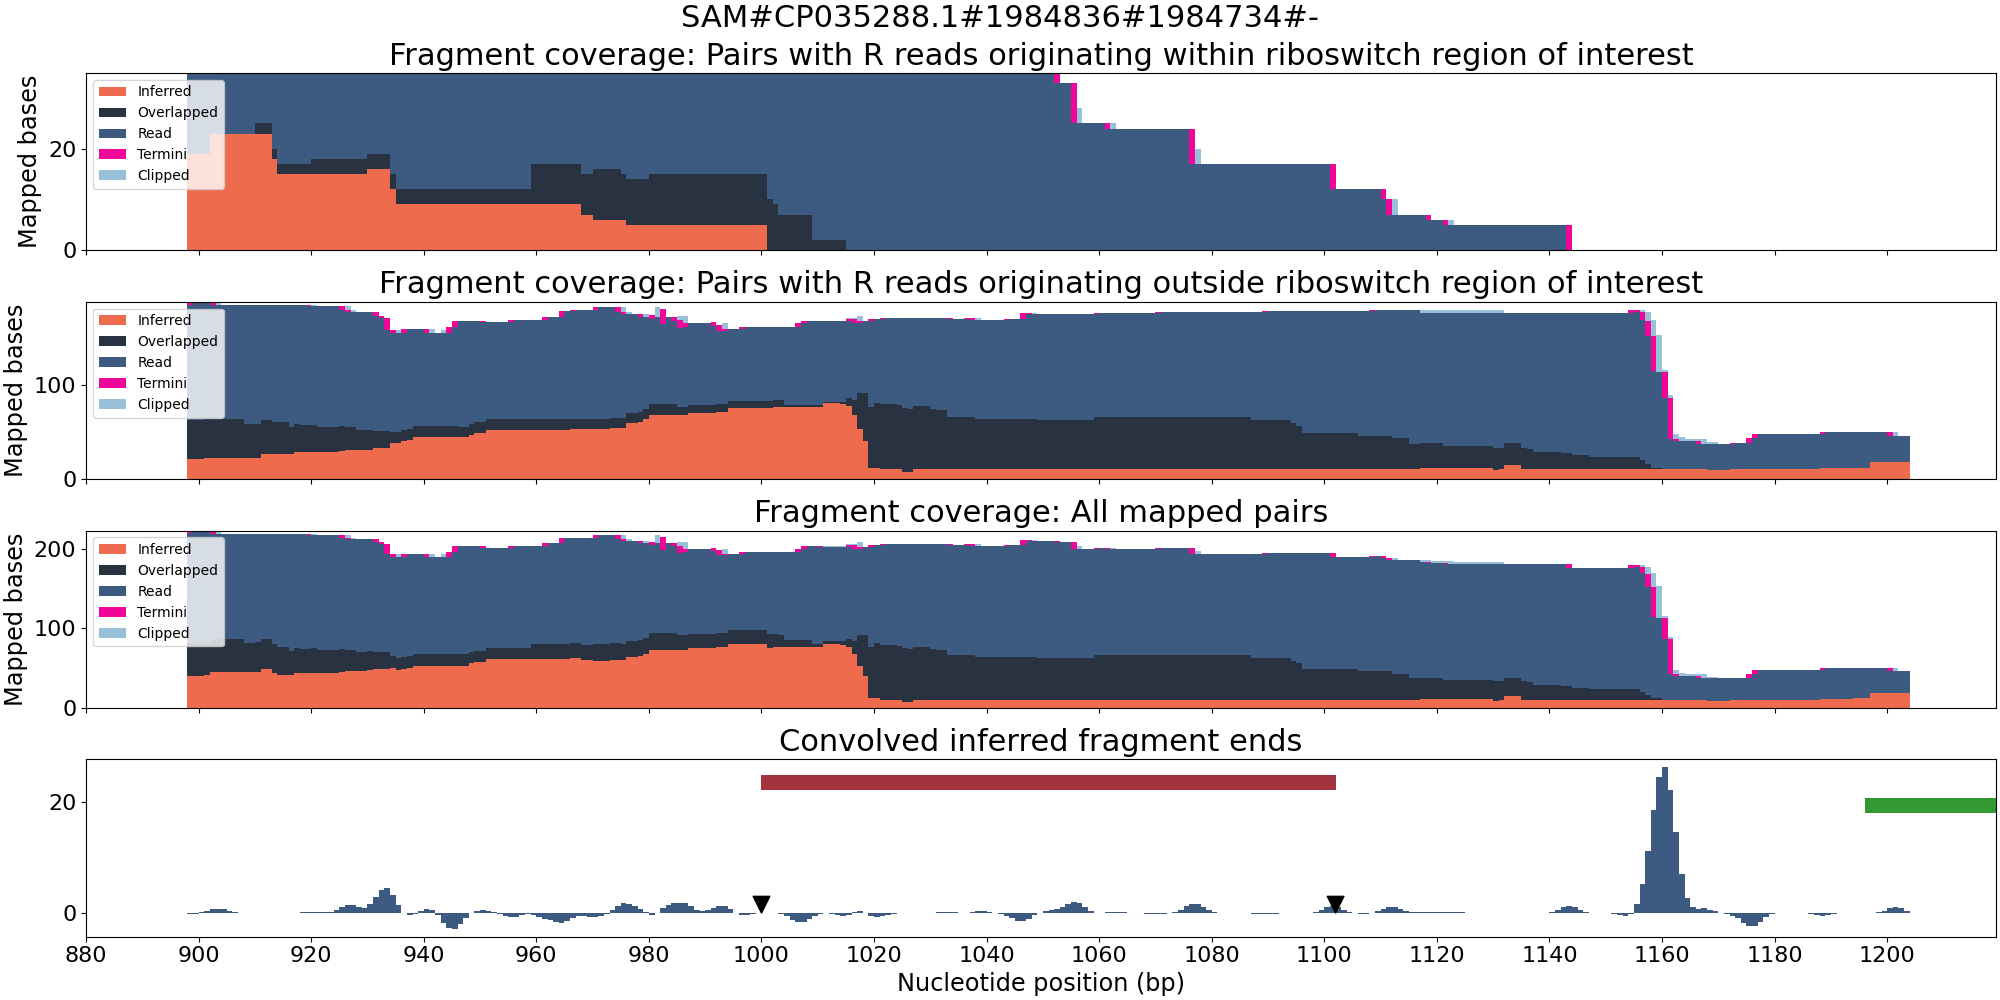 SAM#CP035288.1#1984836#1984734#-
Fragment coverage: Pairs with R reads originating within riboswitch region of interest
Mapped bases
20
0
Inferred
Overlapped
Read
Termini
Clipped
Fragment coverage: Pairs with R reads originating outside riboswitch region of interest
Mapped bases
100
0
Inferred
Overlapped
Read
Termini
Clipped
Fragment coverage: All mapped pairs
Mapped bases
200
100
0
Inferred
Overlapped
Read
Termini
Clipped
Convolved inferred fragment ends
20
0
880 900 920 940 960 980 1000 1020 1040 1060 1080 1100 1120 1140 1160 1180 1200
Nucleotide position (bp)